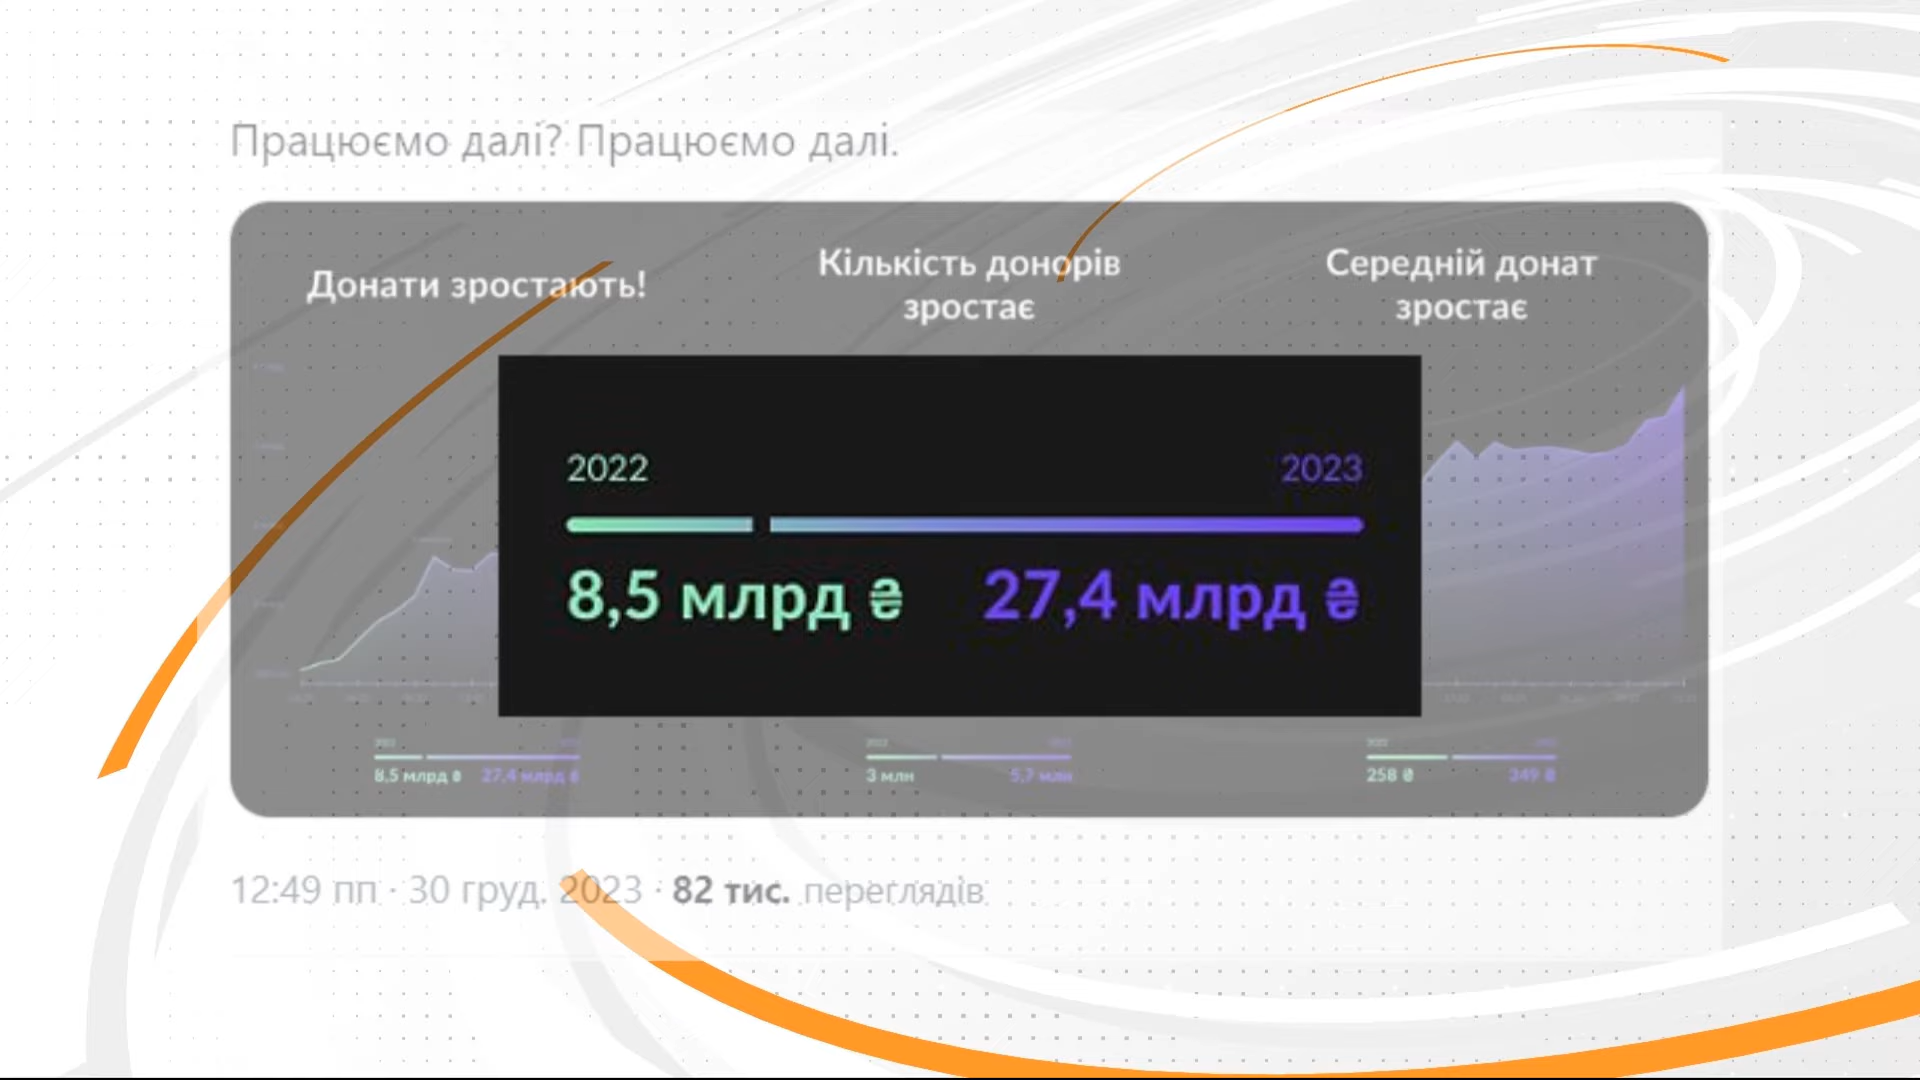 Працюємо далі? Працюємо далі.
Донати зростають!
Кількість донорів
зростає
Середній донат
зростає
2022
2023
8,5 млрд ₴
27,4 млрд ₴
8,5 млрд ₴
27,4 млрд ₴
3 млн
5,7 млн
258 ₴
349 ₴
12:49 пп · 30 груд. 2023 · 82 тис. переглядів